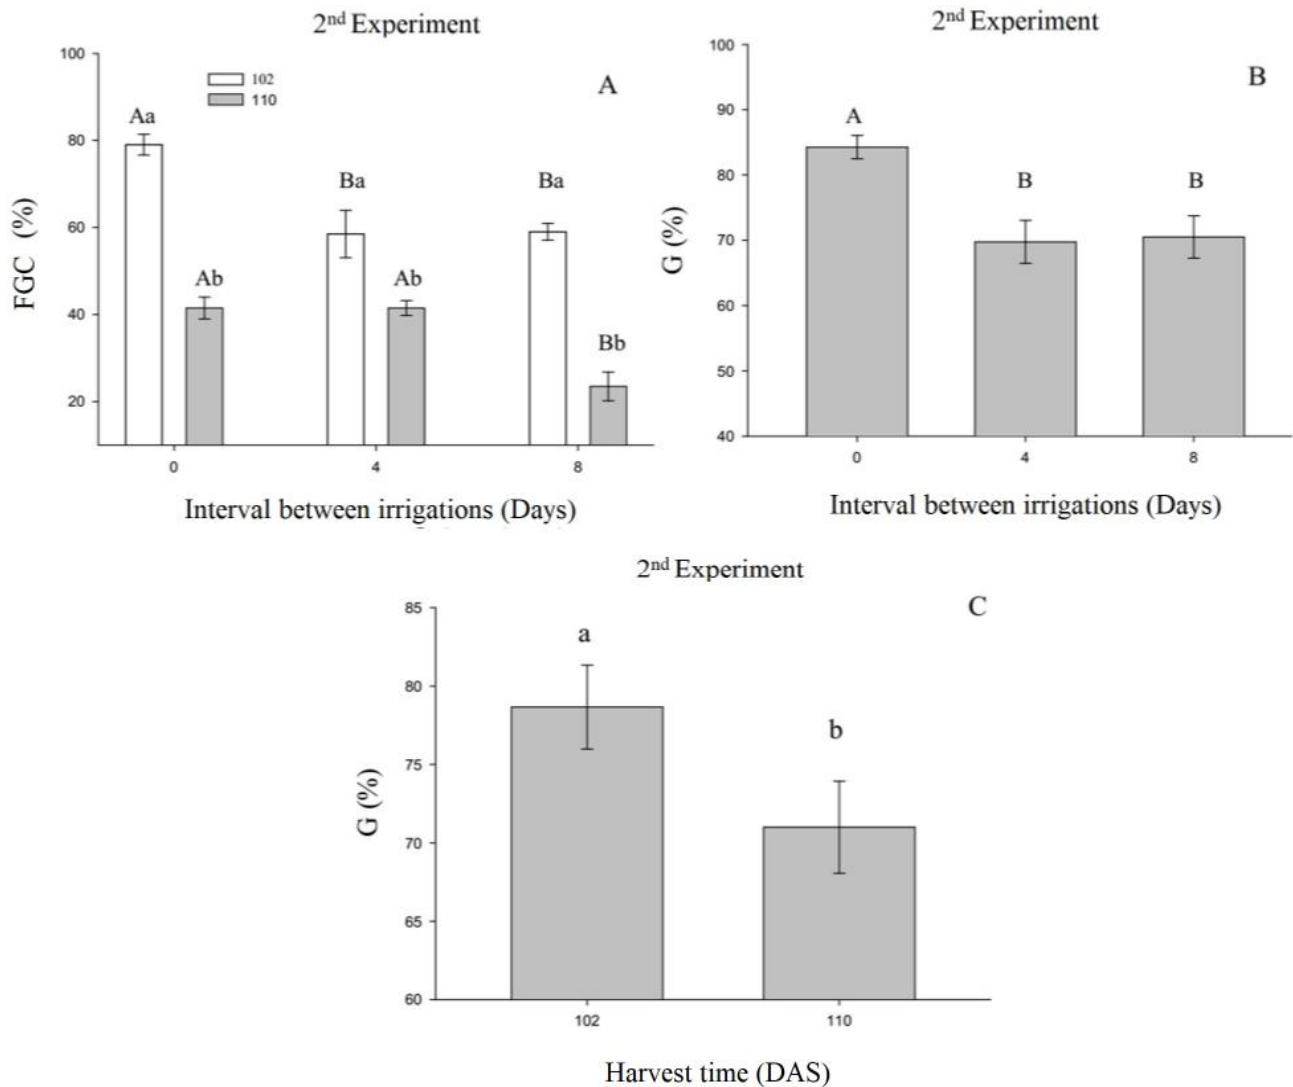 2nd Experiment
A
102
110
FGC (%)
100
80
60
40
20
Aa
Ab
Ba
Ab
Ba
Bb
0 4 8
Interval between irrigations (Days)
2nd Experiment
B
G (%)
100
90
80
70
60
50
40
A
B
B
0 4 8
Interval between irrigations (Days)
2nd Experiment
C
G (%)
85
80
75
70
65
60
a
b
102 110
Harvest time (DAS)